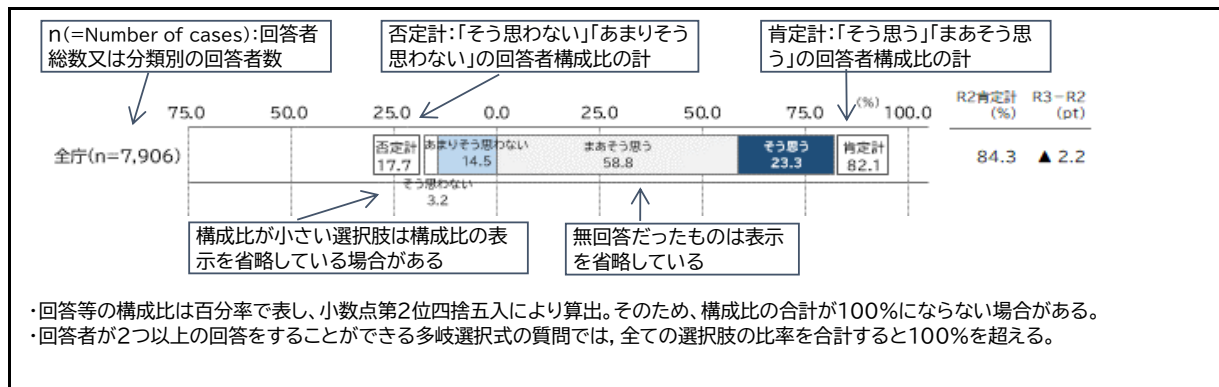 n(=Number of cases):回答者
総数又は分類別の回答者数
否定計:「そう思わない」「あまりそう
思わない」の回答者構成比の計
肯定計:「そう思う」「まあそう思
う」の回答者構成比の計
75.0 50.0 25.0 0.0 25.0 50.0 75.0 (%) 100.0
R2肯定計 R3-R2
(%) (pt)
全庁(n=7,906)
否定計 あまりそう思わない まあそう思う そう思う 肯定計
17.7 14.5 58.8 23.3 82.1 84.3 ▲ 2.2
そう思わない
3.2
構成比が小さい選択肢は構成比の表
示を省略している場合がある
無回答だったものは表示
を省略している
・回答等の構成比は百分率で表し、小数点第2位四捨五入により算出。そのため、構成比の合計が100%にならない場合がある。
・回答者が2つ以上の回答をすることができる多岐選択式の質問では, 全ての選択肢の比率を合計すると100%を超える。